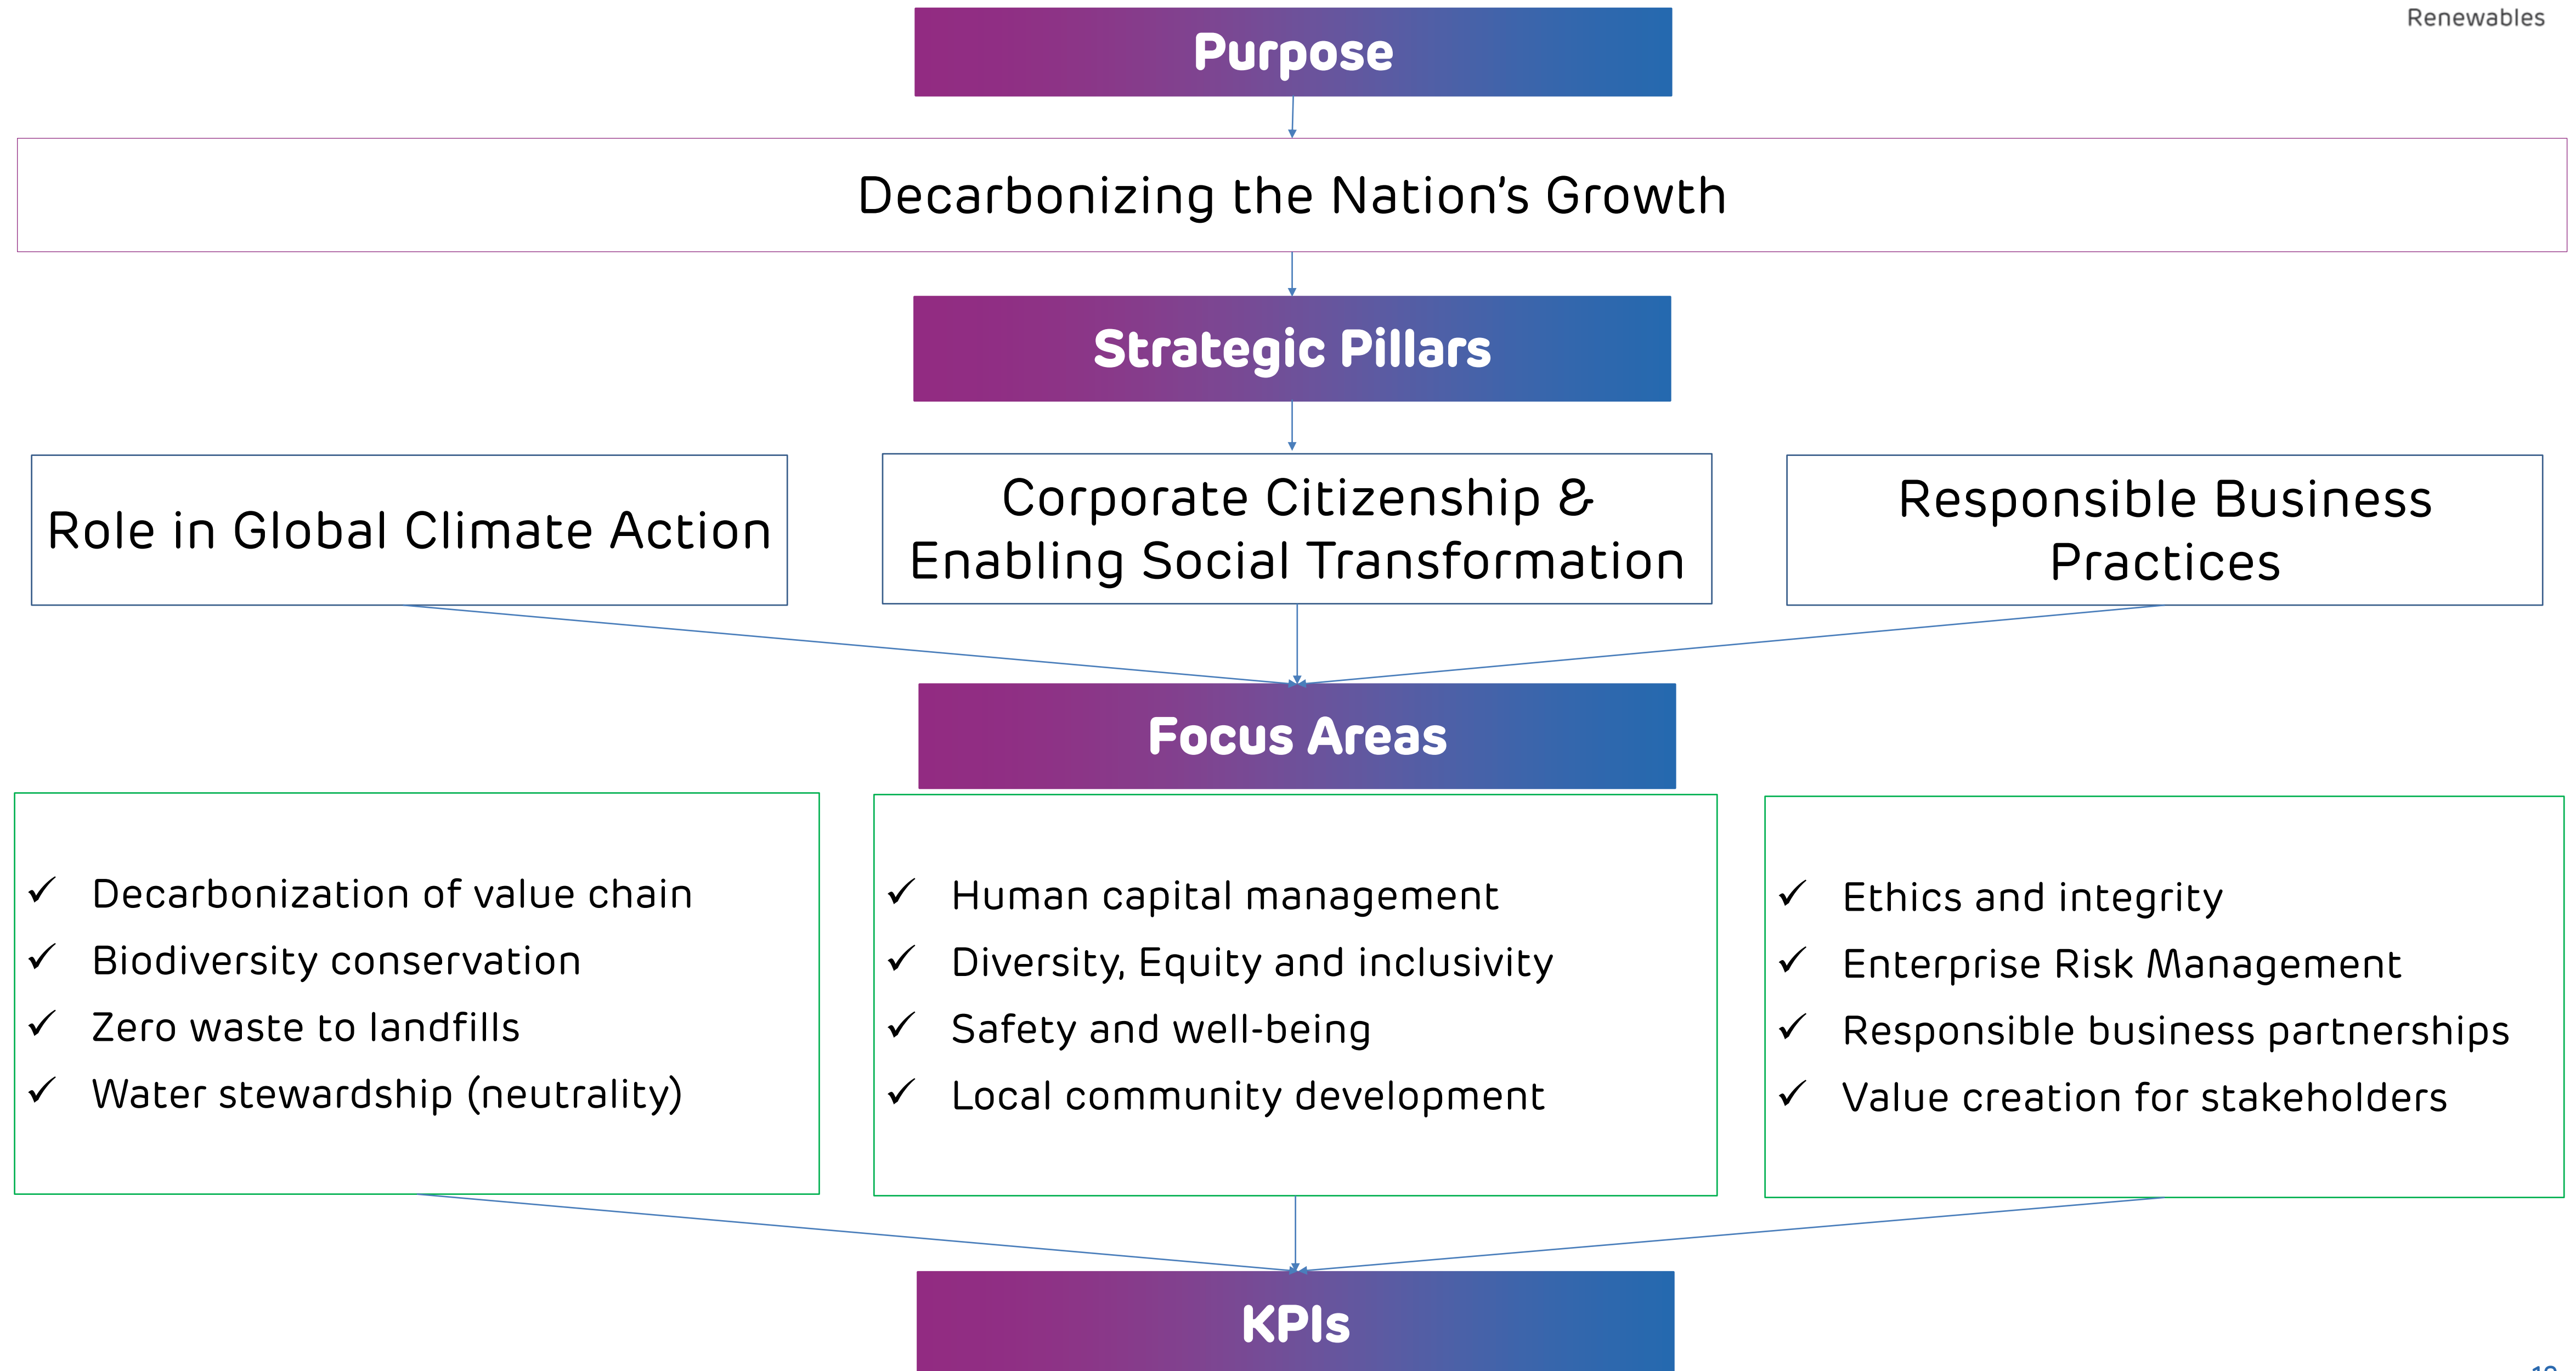 Renewables
Purpose
Decarbonizing the Nation’s Growth
Strategic Pillars
Role in Global Climate Action
Corporate Citizenship &
Enabling Social Transformation
Responsible Business
Practices
Focus Areas
✓ Decarbonization of value chain
✓ Biodiversity conservation
✓ Zero waste to landfills
✓ Water stewardship (neutrality)
✓ Human capital management
✓ Diversity, Equity and inclusivity
✓ Safety and well-being
✓ Local community development
✓ Ethics and integrity
✓ Enterprise Risk Management
✓ Responsible business partnerships
✓ Value creation for stakeholders
KPIs